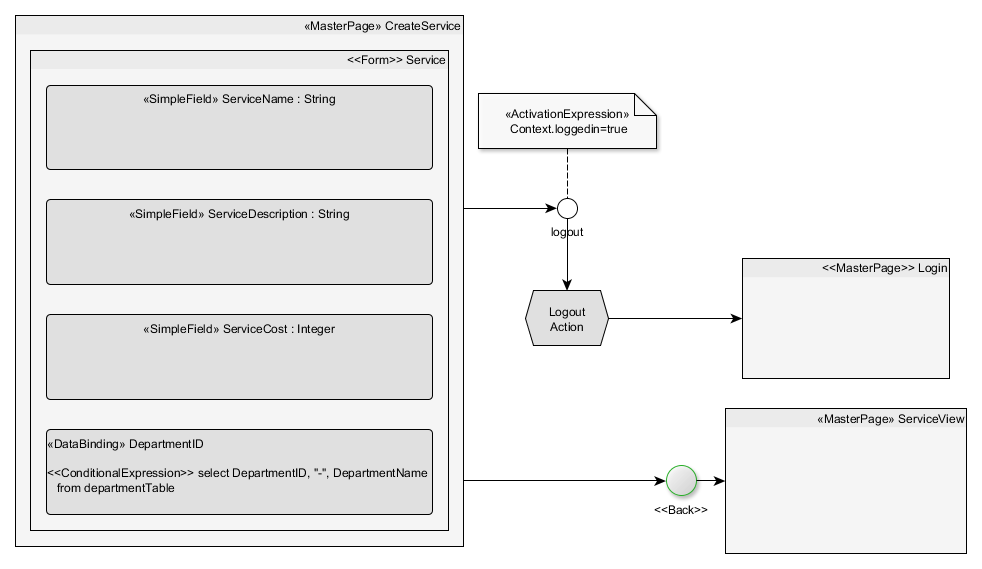 «MasterPage» CreateService
<<Form>> Service
«SimpleField» ServiceName : String
«SimpleField» ServiceDescription : String
«SimpleField» ServiceCost : Integer
«DataBinding» DepartmentID
<<ConditionalExpression>> select DepartmentID, "-", DepartmentName
from departmentTable
«ActivationExpression»
Context.loggedin=true
logout
Logout
Action
<<MasterPage>> Login
«MasterPage» ServiceView
<<Back>>